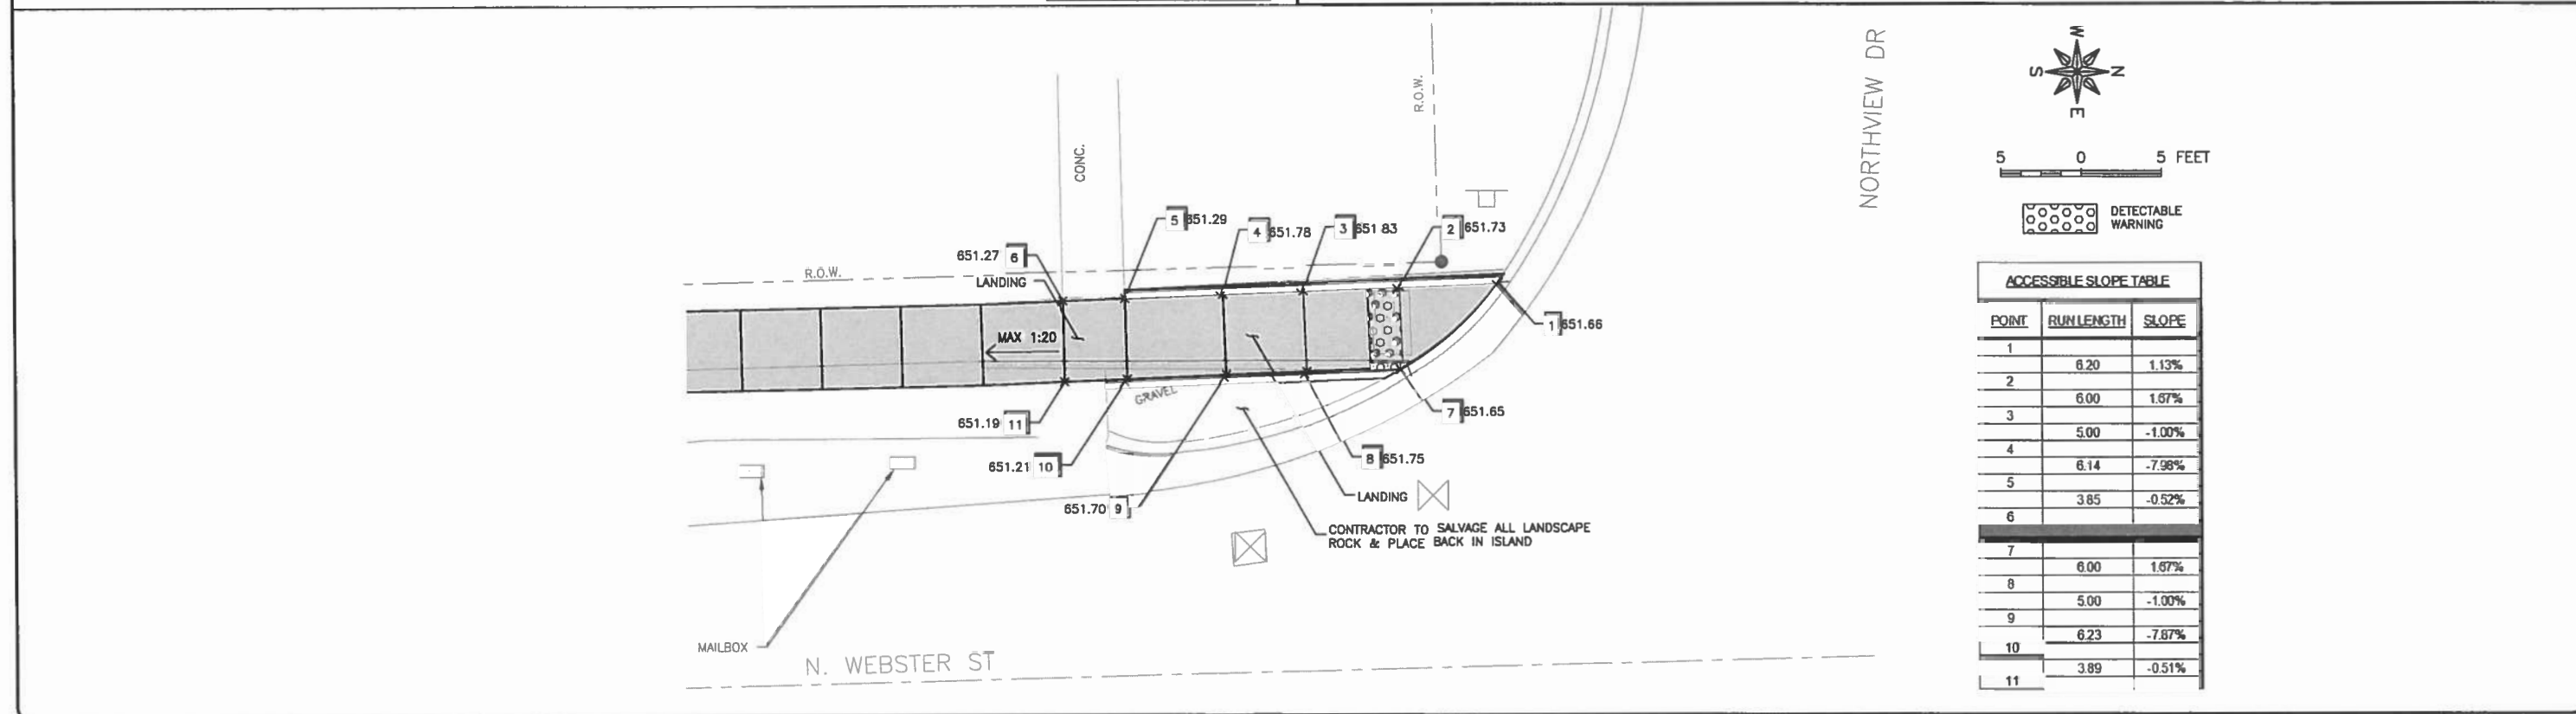 NORTHVIEW DR
W
S N
E
5 0 5 FEET
DETECTABLE
WARNING
R.O.W.
CONC.
5 651.29
4 651.78
3 651 83
2 651.73
651.27 6
LANDING
R.O.W.
MAX 1:20
1 651.66
GRAVEL
651.19 11
7 651.65
651.21 10
8 651.75
651.70 9
LANDING
CONTRACTOR TO SALVAGE ALL LANDSCAPE
ROCK & PLACE BACK IN ISLAND
MAILBOX
N. WEBSTER ST
ACCESSIBLE SLOPE TABLE
POINT RUN LENGTH SLOPE
1
6.20 1.13%
2
6.00 1.67%
3
5.00 -1.00%
4
6.14 -7.98%
5
3.85 -0.52%
6
7
6.00 1.67%
8
5.00 -1.00%
9
6.23 -7.87%
10
3.89 -0.51%
11